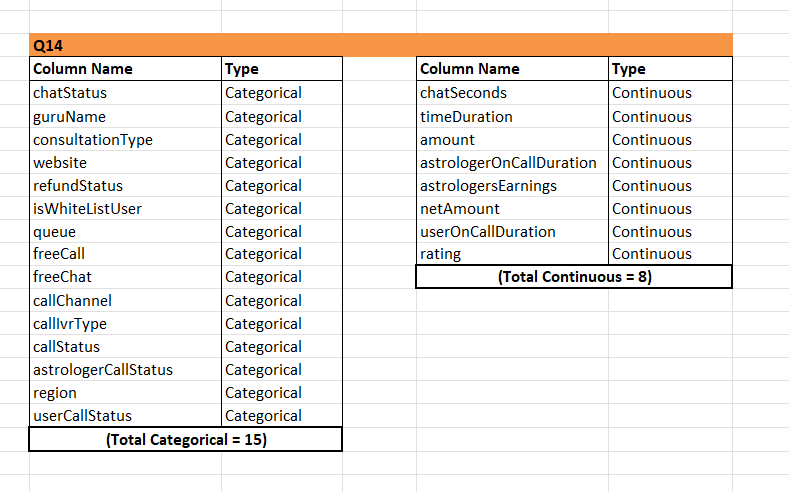 Q14
Column Name Type
chatStatus Categorical
guruName Categorical
consultationType Categorical
website Categorical
refundStatus Categorical
isWhiteListUser Categorical
queue Categorical
freeCall Categorical
freeChat Categorical
callChannel Categorical
callIvrType Categorical
callStatus Categorical
astrologerCallStatus Categorical
region Categorical
userCallStatus Categorical
(Total Categorical = 15)
Column Name Type
chatSeconds Continuous
timeDuration Continuous
amount Continuous
astrologerOnCallDuration Continuous
astrologersEarnings Continuous
netAmount Continuous
userOnCallDuration Continuous
rating Continuous
(Total Continuous = 8)